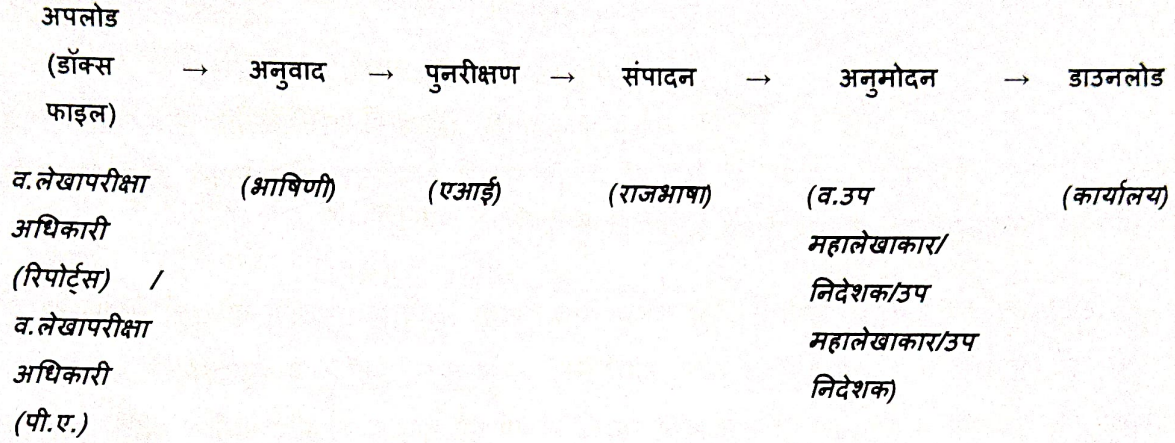 अपलोड
(डॉक्स → अनुवाद → पुनरीक्षण → संपादन → अनुमोदन → डाउनलोड
फाइल)
व.लेखापरीक्षा (भाषिणी) (एआई) (राजभाषा) (व.उप (कार्यालय)
अधिकारी महालेखाकार/
(रिपोर्ट्स) / निदेशक/उप
व.लेखापरीक्षा महालेखाकार/उप
अधिकारी निदेशक)
(पी.ए.)